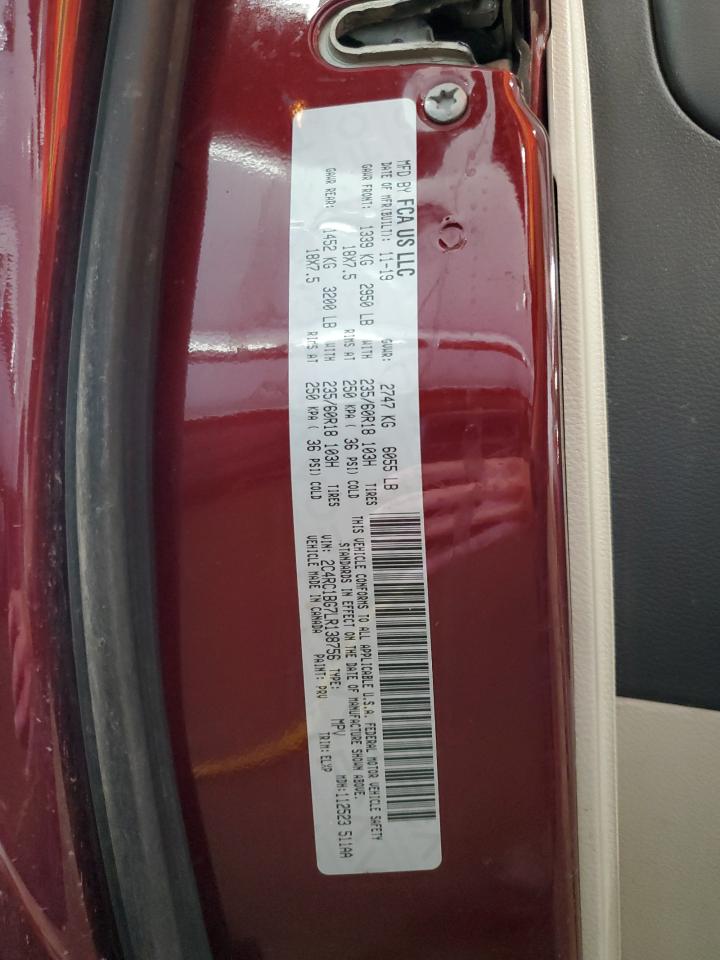 MFD BY FCA US LLC
DATE OF MFR(BUILT): 11-19 GVWR: 2747 KG 6055 LB
GAWR FRONT: 1339 KG 2950 LB WITH 235/60R18 103H TIRES
18X7.5 RIMS AT 250 KPA ( 36 PSI) COLD
GAWR REAR: 1452 KG 3200 LB WITH 235/60R18 103H TIRES
18X7.5 RIMS AT 250 KPA ( 36 PSI) COLD
THIS VEHICLE CONFORMS TO ALL APPLICABLE U.S.A. FEDERAL MOTOR VEHICLE SAFETY
STANDARDS IN EFFECT ON THE DATE OF MANUFACTURE SHOWN ABOVE.
VIN: 2C4RC1BG7LR138756 TYPE: MPV MDH: 112523 511AA
VEHICLE MADE IN CANADA PAINT: PRV TRIM: ELXP